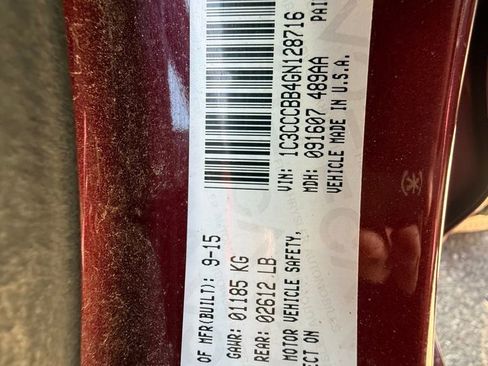 OF MFR(BUILT): 9-15
GAWR: 01185 KG
REAR: 02612 LB
MOTOR VEHICLE SAFETY,
ECT ON
VIN: 1C3CCCBB4GN128716
MDH: 091607 489AA
VEHICLE MADE IN U.S.A.
PAI